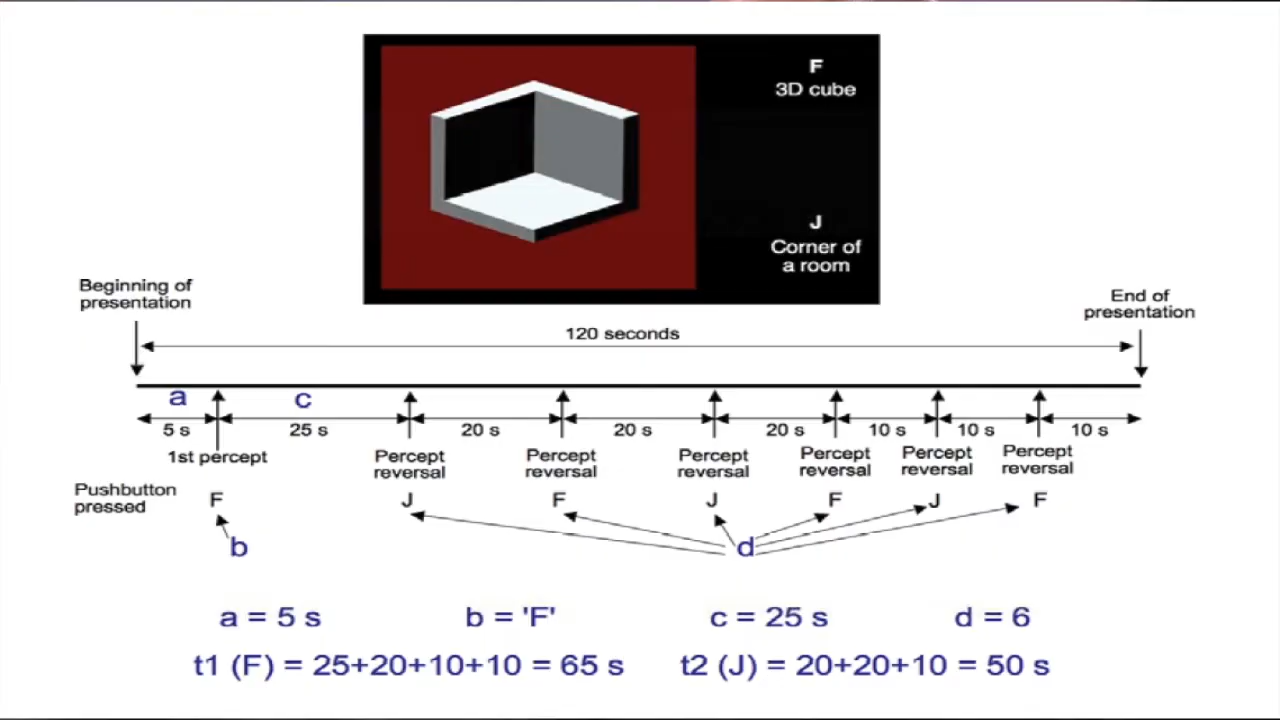 F
3D cube
J
Corner of
a room
Beginning of
presentation
End of
presentation
120 seconds
a
c
5 s
25 s
20 s
20 s
20 s
10 s
10 s
10 s
1st percept
Percept
reversal
Percept
reversal
Percept
reversal
Percept
reversal
Percept
reversal
Percept
reversal
Pushbutton
pressed
F
J
F
J
F
J
F
b
d
a = 5 s
b = 'F'
c = 25 s
d = 6
t1 (F) = 25+20+10+10 = 65 s
t2 (J) = 20+20+10 = 50 s